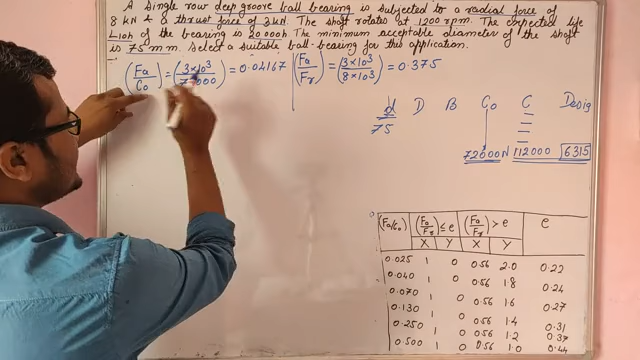 A Single row deep groove ball bearing is subjected to a radial force of
8 kN & a thrust force of 3 kN. The shaft rotates at 1200 rpm. The expected life
L10h of the bearing is 20 000 h. The minimum acceptable diameter of the shaft
is 75 mm. Select a suitable ball-bearing for this application.
(Fa/Co) = (3×10³/72000) = 0.04167 (Fa/Fr) = (3×10³/8×10³) = 0.375
d D B Co C Desig
75
72000N 112000 6315
(Fa/Co) (Fa/Fr) ≤ e (Fa/Fr) > e e
X Y X Y
0.025 1 0 0.56 2.0 0.22
0.040 1 0 0.56 1.8 0.24
0.070 1 0 0.56 1.6 0.27
0.130 1 0 0.56 1.4 0.31
0.250 1 0 0.56 1.2 0.37
0.500 1 0 0.56 1.0 0.44